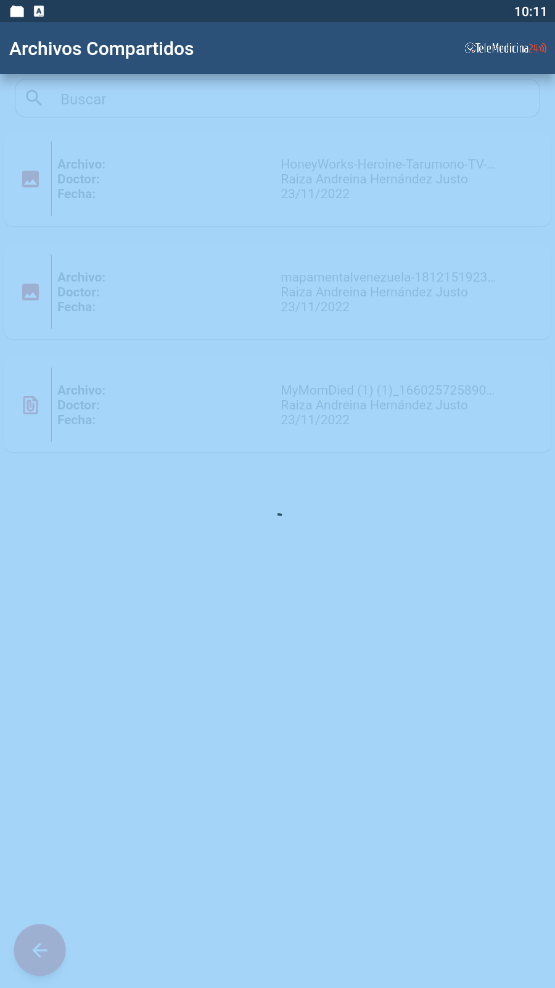 10:11
Archivos Compartidos
TeleMedicina24
Buscar
Archivo: HoneyWorks-Heroine-Tarumono-TV-...
Doctor: Raiza Andreina Hernández Justo
Fecha: 23/11/2022
Archivo: mapamentalvenezuela-1812151923...
Doctor: Raiza Andreina Hernández Justo
Fecha: 23/11/2022
Archivo: MyMomDied (1) (1)_166025725890...
Doctor: Raiza Andreina Hernández Justo
Fecha: 23/11/2022